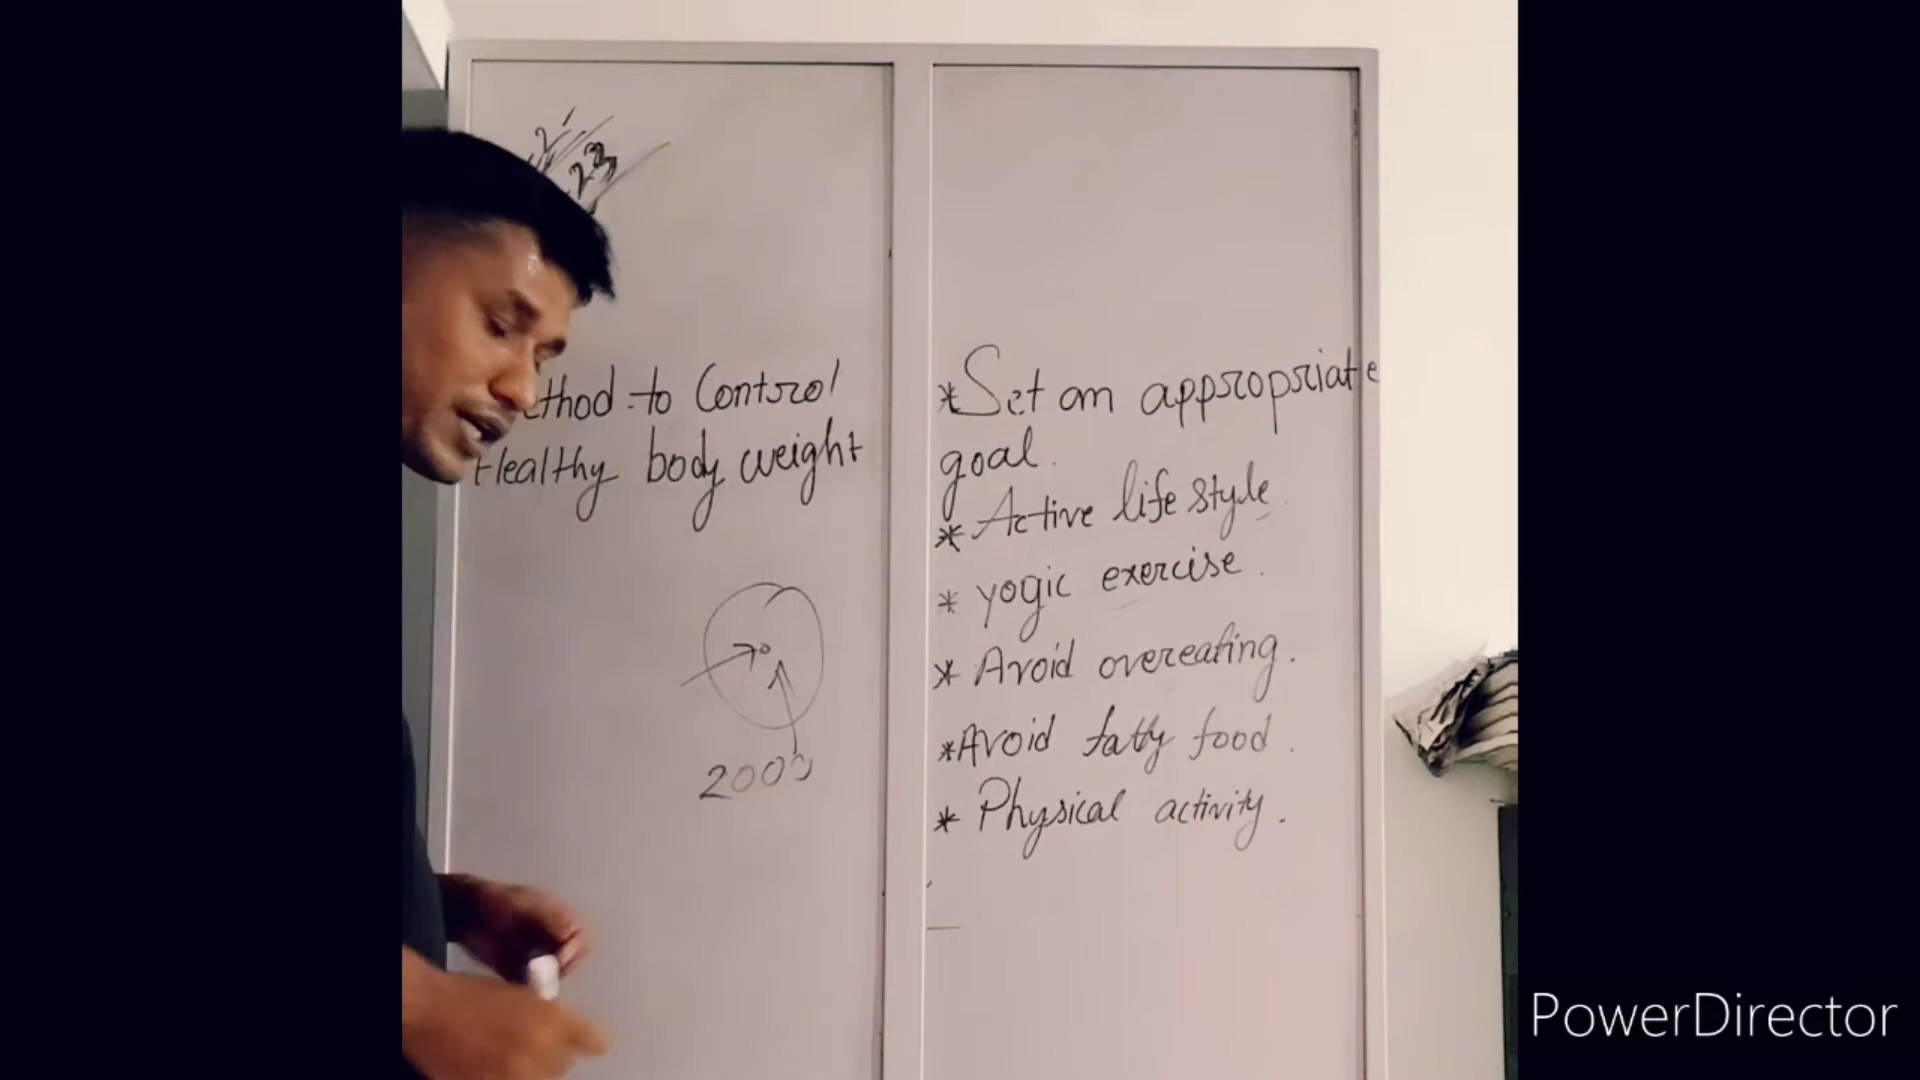 23
to Control
Healthy body weight
2000
*Set an appropriate
goal.
* Active life style
* yogic exercise.
* Avoid overeating.
*Avoid fatty food.
* Physical activity.
PowerDirector